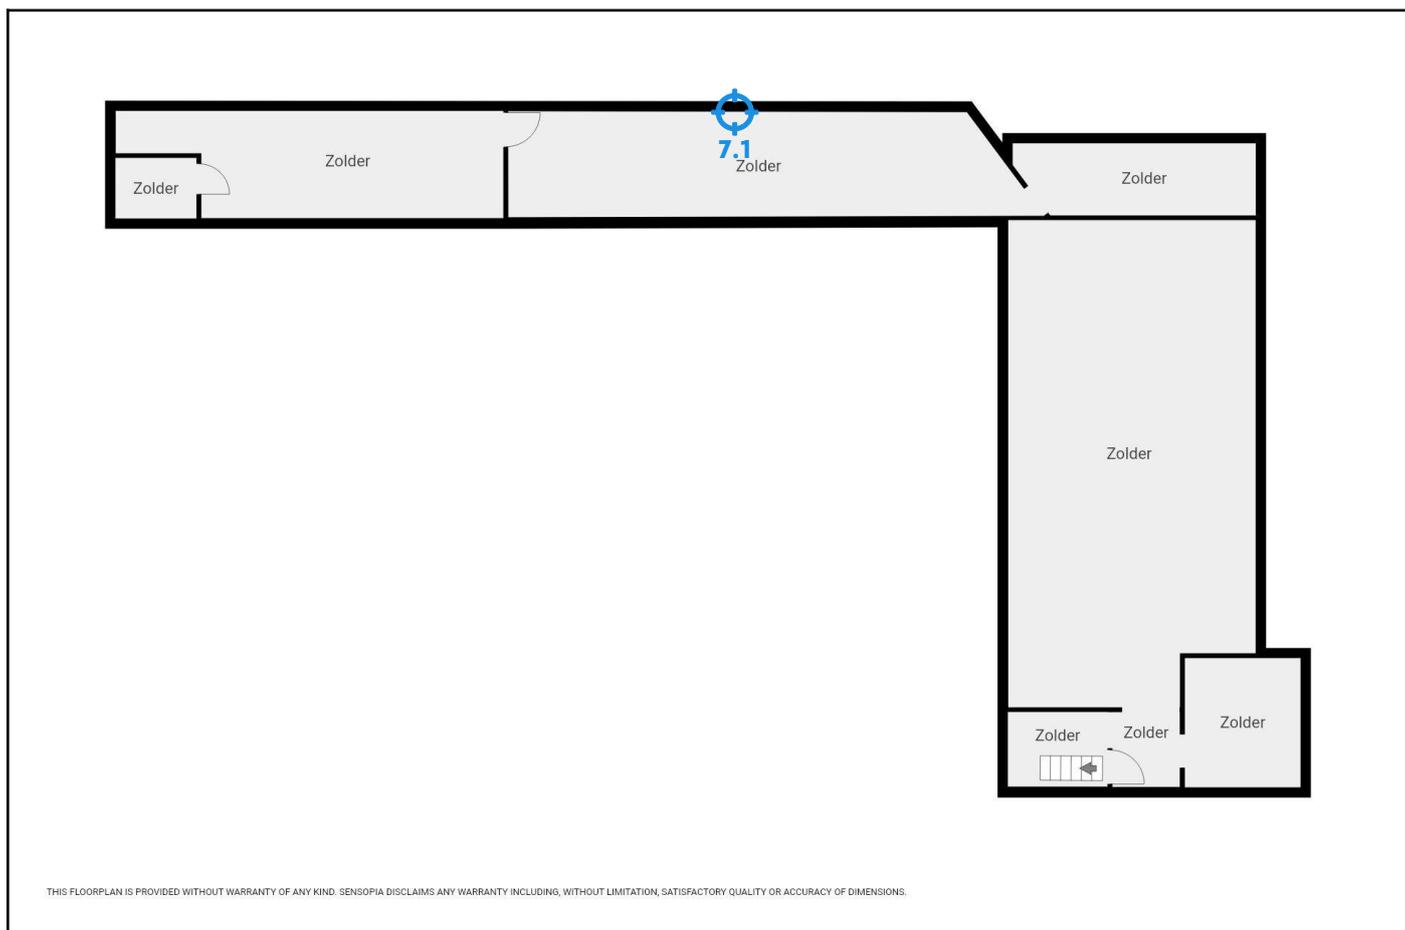 7.1
Zolder
Zolder
Zolder
Zolder
Zolder
Zolder
Zolder
Zolder
THIS FLOORPLAN IS PROVIDED WITHOUT WARRANTY OF ANY KIND. SENSOPIA DISCLAIMS ANY WARRANTY INCLUDING, WITHOUT LIMITATION, SATISFACTORY QUALITY OR ACCURACY OF DIMENSIONS.